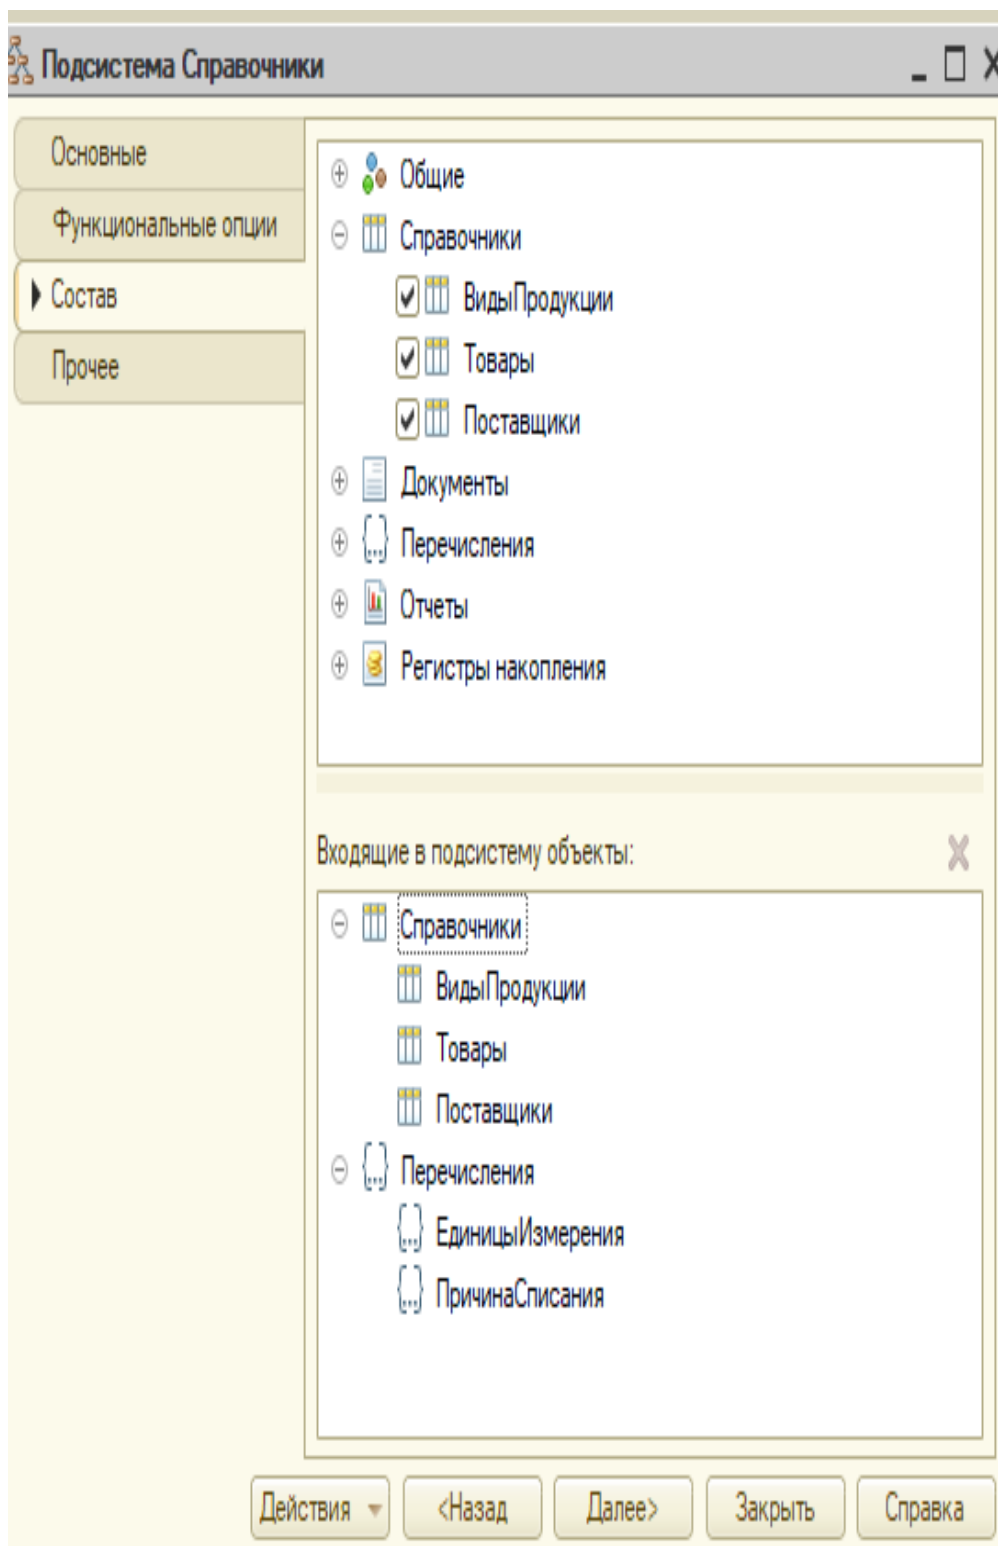 Подсистема Справочники
Основные
Функциональные опции
Состав
Прочее
Общие
Справочники
ВидыПродукции
Товары
Поставщики
Документы
Перечисления
Отчеты
Регистры накопления
Входящие в подсистему объекты:
Справочники
ВидыПродукции
Товары
Поставщики
Перечисления
ЕдиницыИзмерения
ПричинаСписания
Действия <Назад Далее> Закрыть Справка